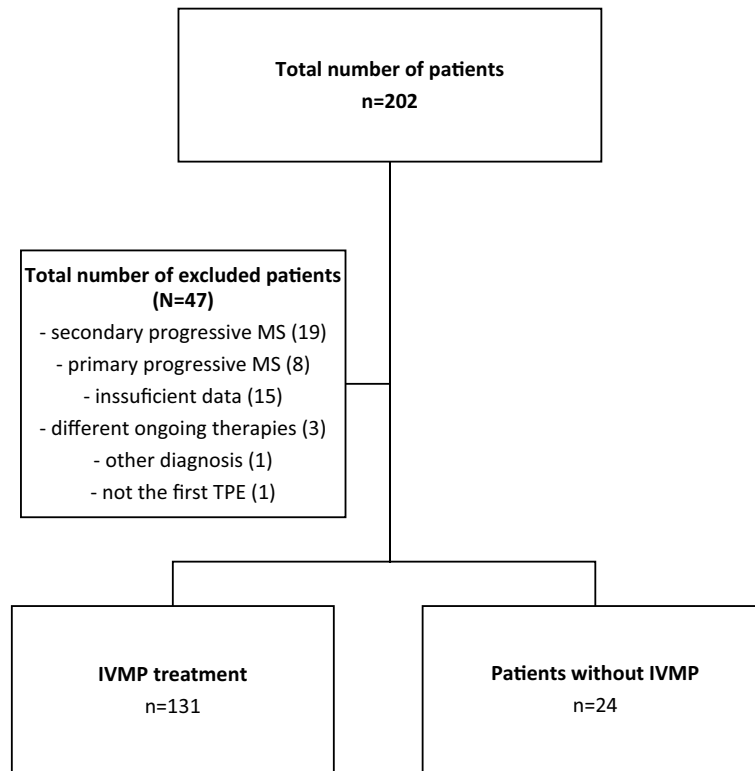 Total number of patients
n=202
Total number of excluded patients
(N=47)
- secondary progressive MS (19)
- primary progressive MS (8)
- inssuficient data (15)
- different ongoing therapies (3)
- other diagnosis (1)
- not the first TPE (1)
IVMP treatment
n=131
Patients without IVMP
n=24